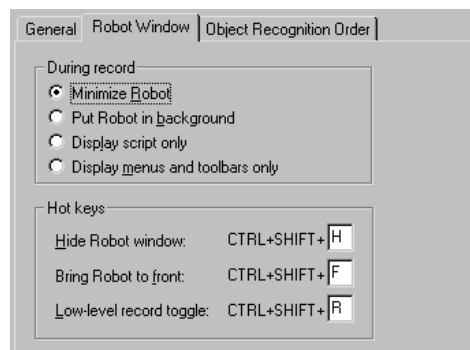 General Robot Window Object Recognition Order
During record
Minimize Robot
Put Robot in background
Display script only
Display menus and toolbars only
Hot keys
Hide Robot window: CTRL+SHIFT+ H
Bring Robot to front: CTRL+SHIFT+ F
Low-level record toggle: CTRL+SHIFT+ R